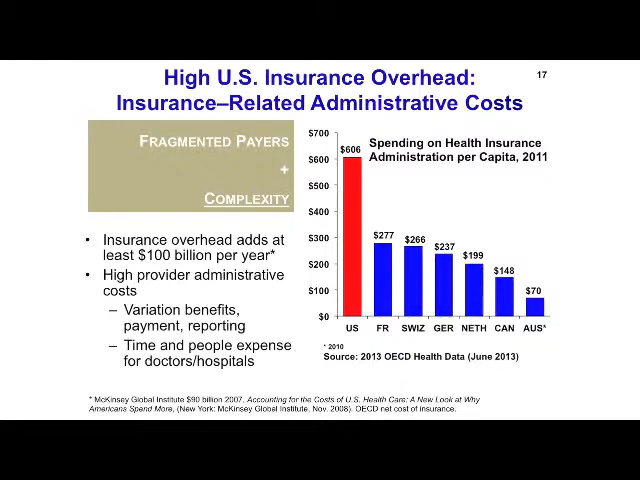 High U.S. Insurance Overhead:
17
Insurance–Related Administrative Costs
FRAGMENTED PAYERS
+
COMPLEXITY
• Insurance overhead adds at
least $100 billion per year*
• High provider administrative
costs
– Variation benefits,
payment, reporting
– Time and people expense
for doctors/hospitals
Spending on Health Insurance
Administration per Capita, 2011
$700
$600
$500
$400
$300
$200
$100
$0
$606
$277
$266
$237
$199
$148
$70
US FR SWIZ GER NETH CAN AUS*
* 2010
Source: 2013 OECD Health Data (June 2013)
* McKinsey Global Institute $90 billion 2007, Accounting for the Costs of U.S. Health Care: A New Look at Why
Americans Spend More, (New York: McKinsey Global Institute, Nov. 2008). OECD net cost of insurance.